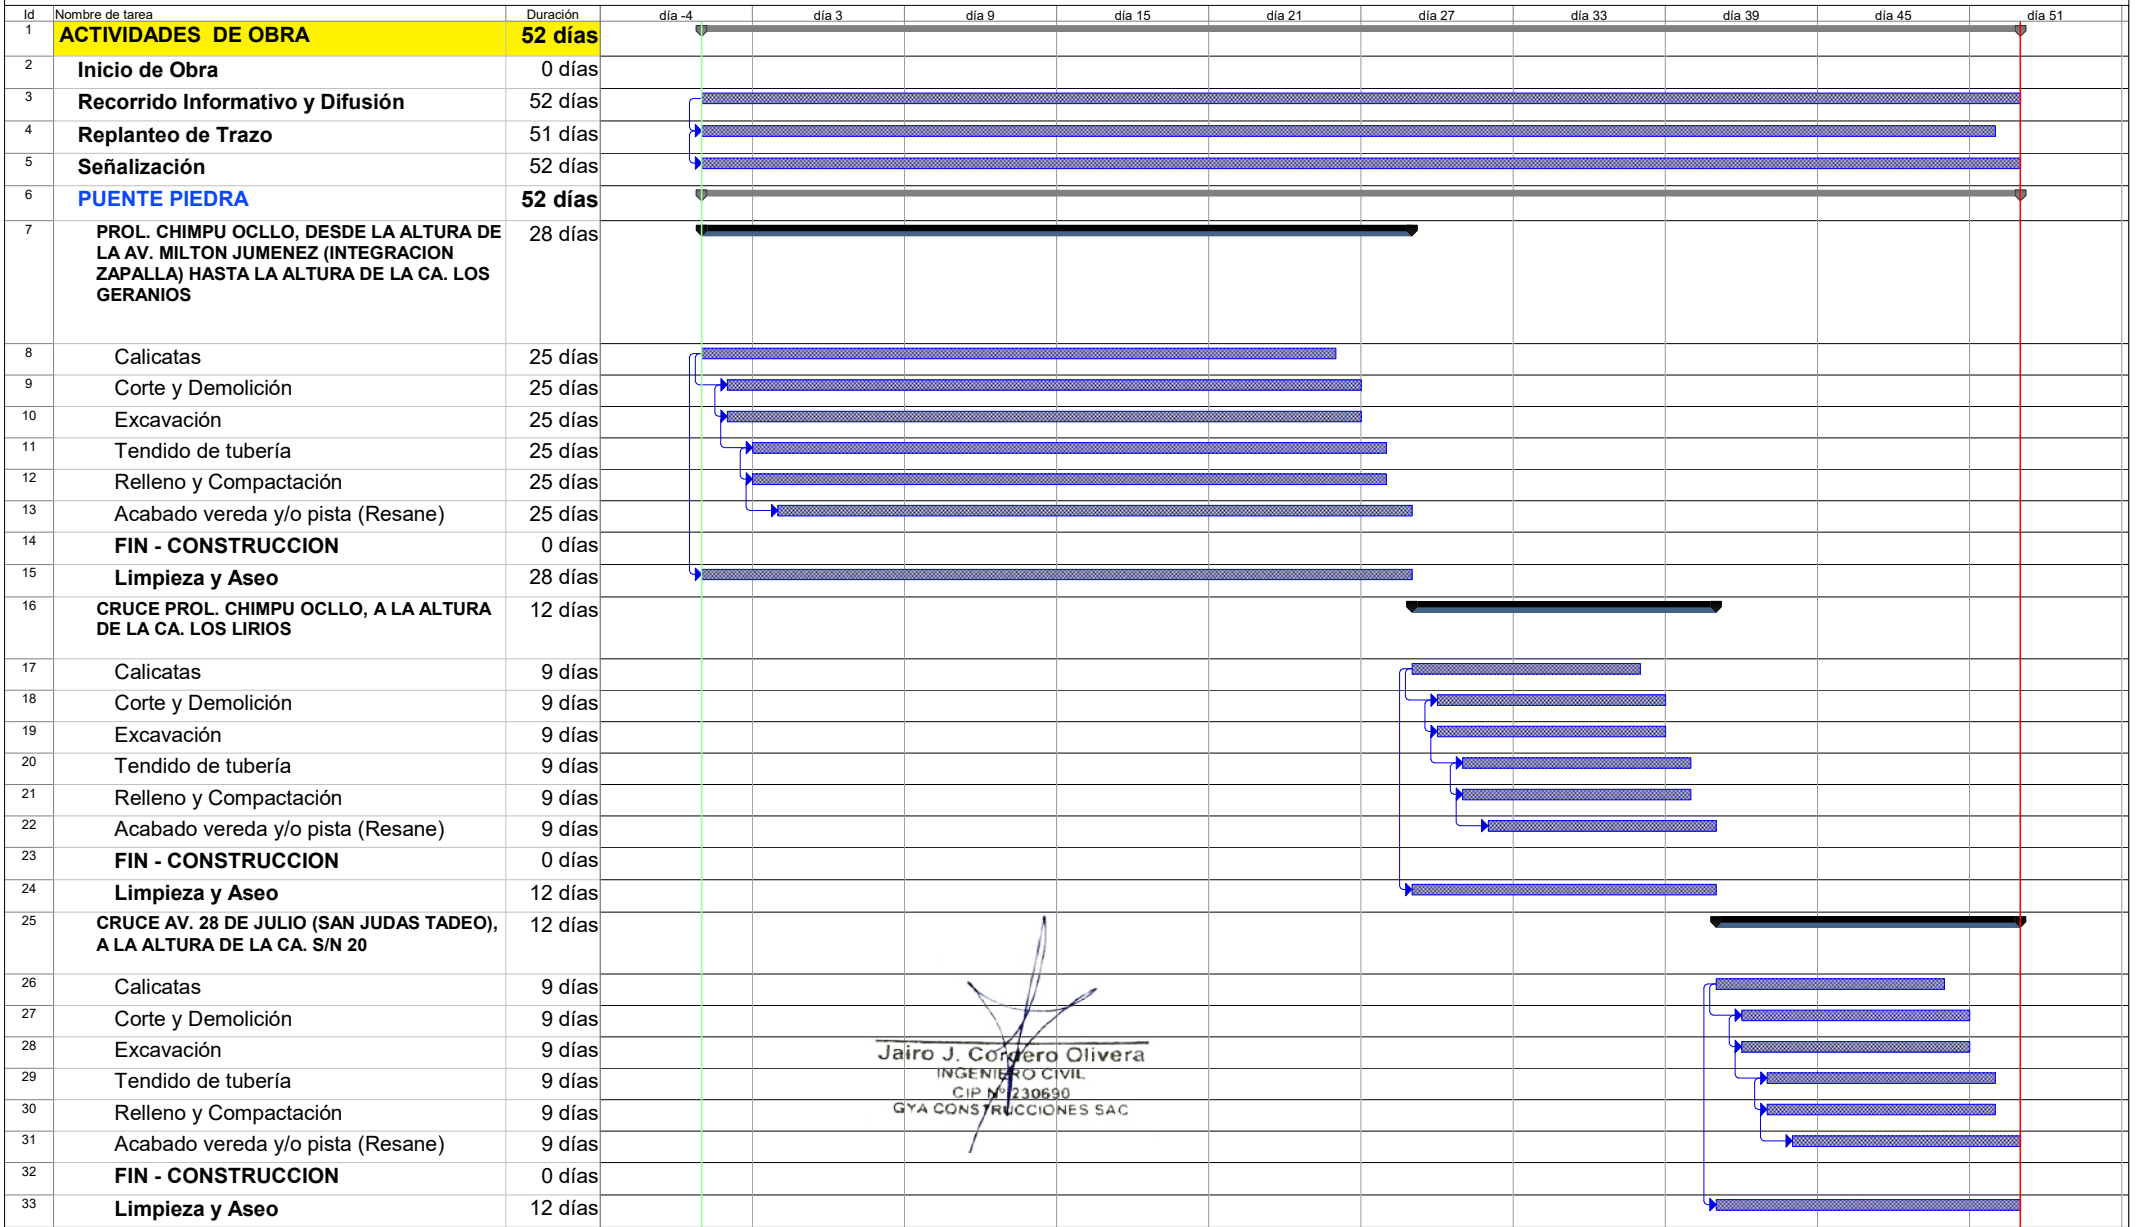 Id Nombre de tarea Duración día -4 día 3 día 9 día 15 día 21 día 27 día 33 día 39 día 45 día 51
1 ACTIVIDADES DE OBRA 52 días
2 Inicio de Obra 0 días
3 Recorrido Informativo y Difusión 52 días
4 Replanteo de Trazo 51 días
5 Señalización 52 días
6 PUENTE PIEDRA 52 días
7 PROL. CHIMPU OCLLO, DESDE LA ALTURA DE 28 días
LA AV. MILTON JUMENEZ (INTEGRACION
ZAPALLA) HASTA LA ALTURA DE LA CA. LOS
GERANIOS
8 Calicatas 25 días
9 Corte y Demolición 25 días
10 Excavación 25 días
11 Tendido de tubería 25 días
12 Relleno y Compactación 25 días
13 Acabado vereda y/o pista (Resane) 25 días
14 FIN - CONSTRUCCION 0 días
15 Limpieza y Aseo 28 días
16 CRUCE PROL. CHIMPU OCLLO, A LA ALTURA 12 días
DE LA CA. LOS LIRIOS
17 Calicatas 9 días
18 Corte y Demolición 9 días
19 Excavación 9 días
20 Tendido de tubería 9 días
21 Relleno y Compactación 9 días
22 Acabado vereda y/o pista (Resane) 9 días
23 FIN - CONSTRUCCION 0 días
24 Limpieza y Aseo 12 días
25 CRUCE AV. 28 DE JULIO (SAN JUDAS TADEO), 12 días
A LA ALTURA DE LA CA. S/N 20
26 Calicatas 9 días
27 Corte y Demolición 9 días
28 Excavación 9 días
29 Tendido de tubería 9 días
30 Relleno y Compactación 9 días
31 Acabado vereda y/o pista (Resane) 9 días
32 FIN - CONSTRUCCION 0 días
33 Limpieza y Aseo 12 días
Jairo J. Cordero Olivera
INGENIERO CIVIL
CIP N° 230690
GYA CONSTRUCCIONES SAC